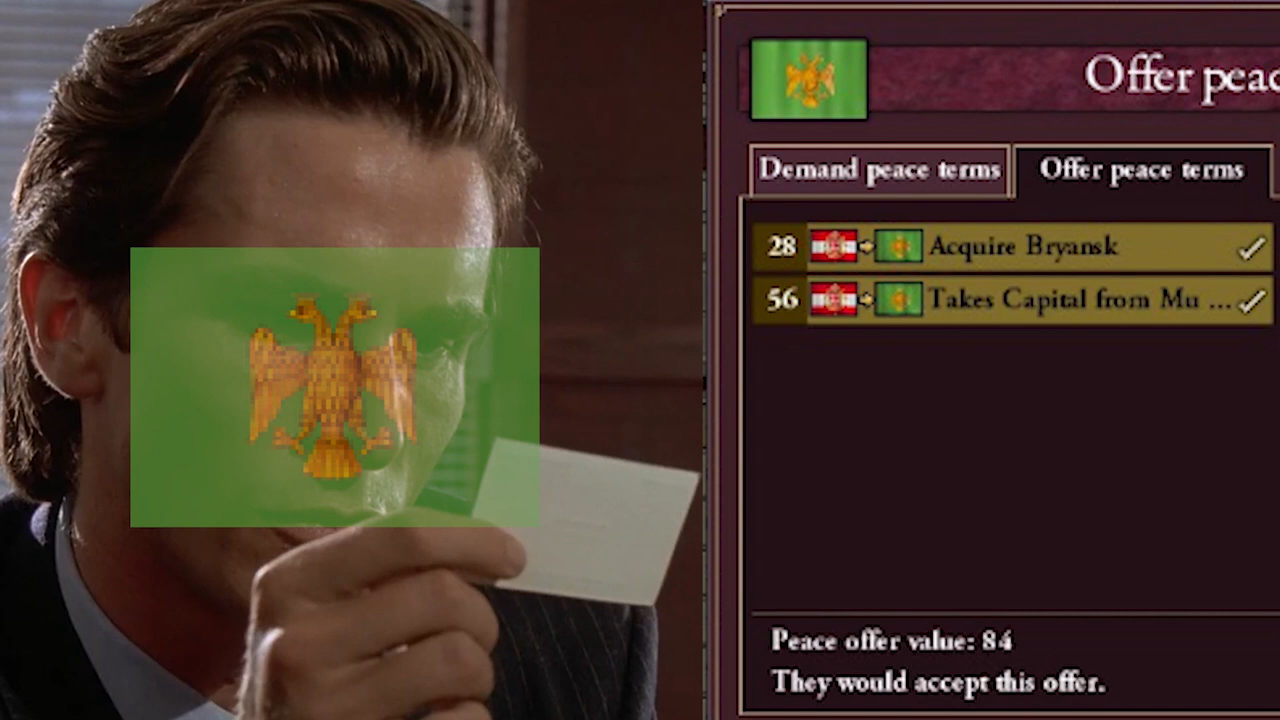 Offer peac
Demand peace terms
Offer peace terms
28 Acquire Bryansk
56 Takes Capital from Mu ...
Peace offer value: 84
They would accept this offer.